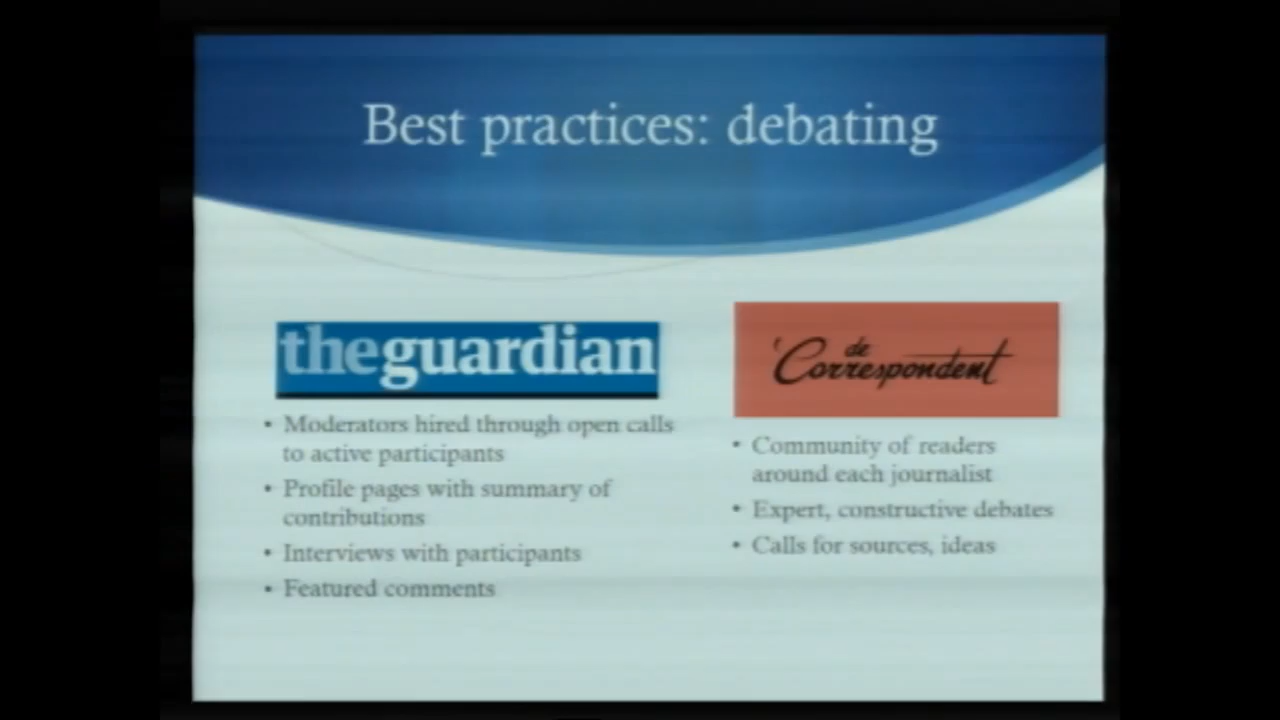 Best practices: debating
theguardian
• Moderators hired through open calls
to active participants
• Profile pages with summary of
contributions
• Interviews with participants
• Featured comments
de
Correspondent
• Community of readers
around each journalist
• Expert, constructive debates
• Calls for sources, ideas